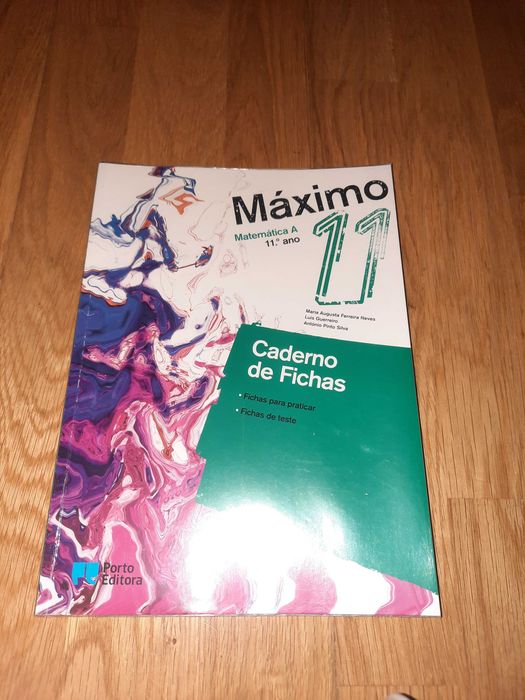 Máximo
Matemática A
11.º ano
11
Maria Augusta Ferreira Neves
Luís Guerreiro
António Pinto Silva
Caderno
de Fichas
• Fichas para praticar
• Fichas de teste
Porto
Editora